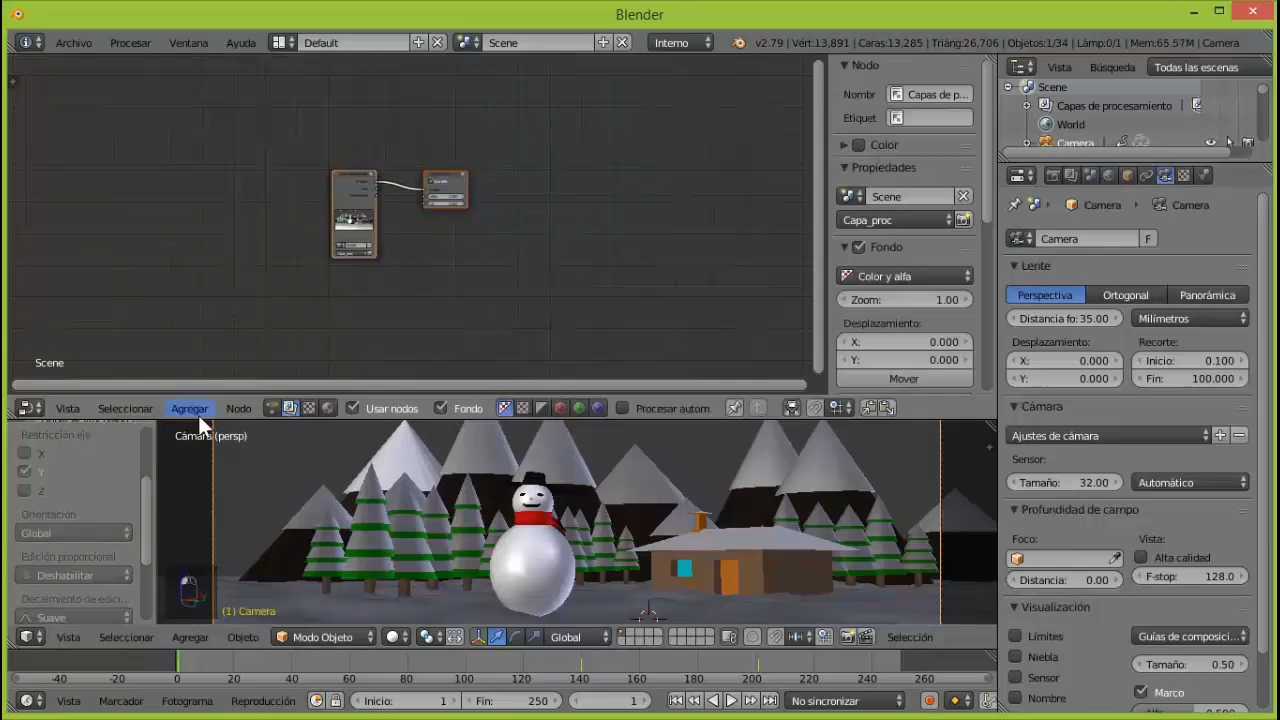 Blender
Archivo Procesar Ventana Ayuda Default Scene Interno v2.79 | Vért:13,891 | Caras:13,285 | Triáng:26,706 | Objetos:1/34 | Lámp:0/1 | Mem:65.57M | Camera
Nodo
Nombr Capas de p...
Etiquet
Color
Propiedades
Scene
Capa_proc
Fondo
Color y alfa
Zoom: 1.00
Desplazamiento:
X: 0.000
Y: 0.000
Mover
Scene
Vista Búsqueda Todas las escenas
Scene
Capas de procesamiento |
World
Camera
Camera Camera
Camera F
Lente
Perspectiva Ortogonal Panorámica
Distancia fo: 35.00 Milímetros
Desplazamiento: Recorte:
X: 0.000 Inicio: 0.100
Y: 0.000 Fin: 100.000
Cámara
Ajustes de cámara
Sensor:
Tamaño: 32.00 Automático
Profundidad de campo
Foco: Vista:
Alta calidad
Distancia: 0.00 F-stop: 128.0
Visualización
Límites Guías de composici...
Niebla Tamaño: 0.50
Sensor
Nombre Marco
Vista Seleccionar Agregar Nodo Usar nodos Fondo Procesar autom.
Restricción eje
X
Y
Z
Orientación
Global
Edición proporcional
Deshabilitar
Decaimiento de edici...
Suave
Cámara (persp)
(1) Camera
Vista Seleccionar Agregar Objeto Modo Objeto Global Selección
-40 -20 0 20 40 60 80 100 120 140 160 180 200 220 240 260
Vista Marcador Fotograma Reproducción Inicio: 1 Fin: 250 1 No sincronizar